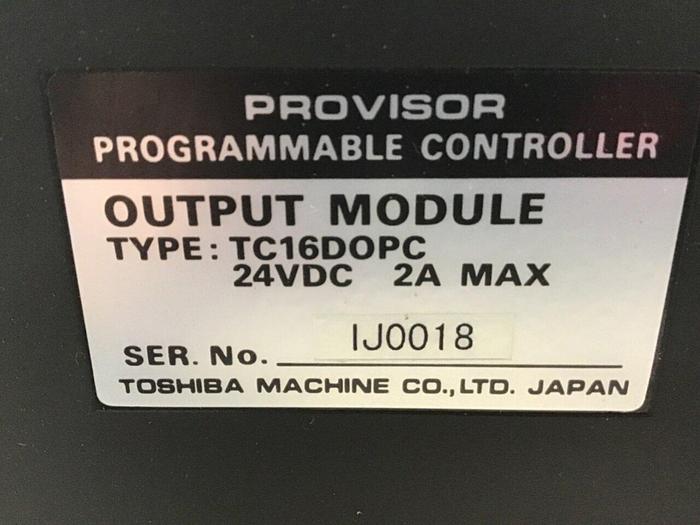 PROVISOR
PROGRAMMABLE CONTROLLER
OUTPUT MODULE
TYPE: TC16DOPC
24VDC 2A MAX
SER. No. IJ0018
TOSHIBA MACHINE CO.,LTD. JAPAN